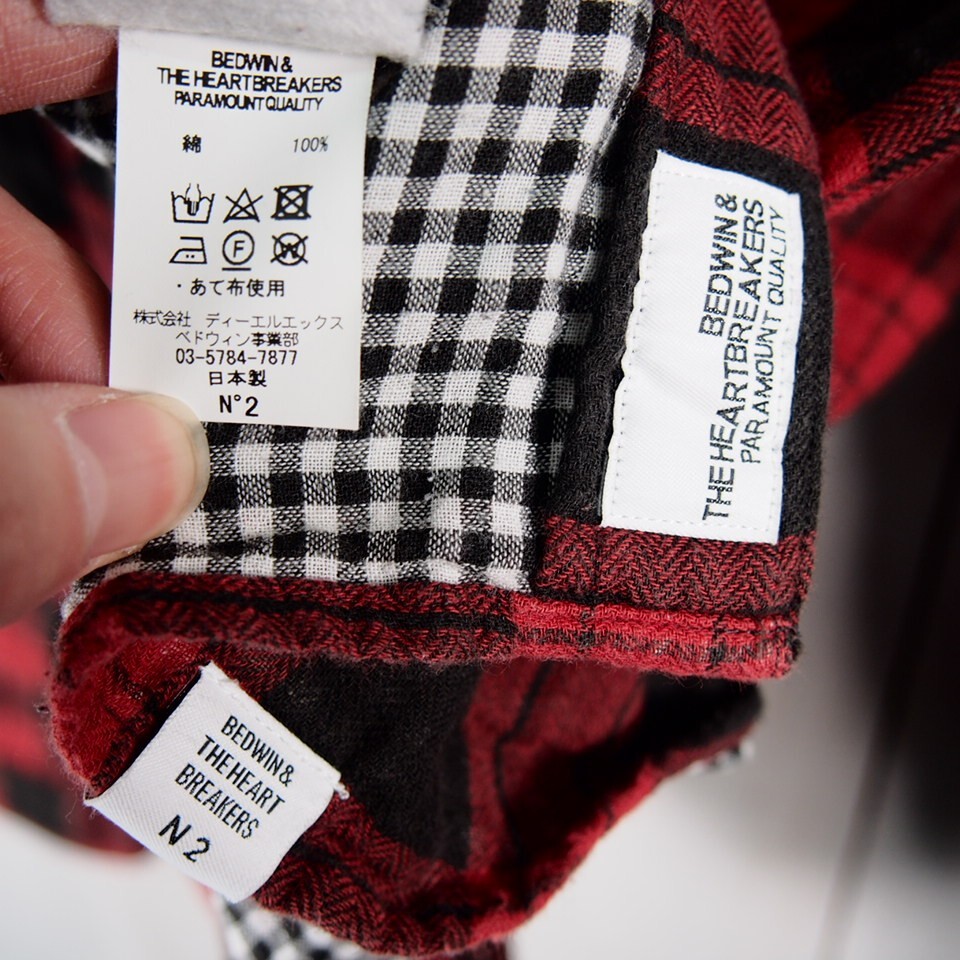 BEDWIN &
THE HEARTBREAKERS
PARAMOUNT QUALITY
綿 100%
F
・あて布使用
株式会社 ディーエルエックス
ベドウィン事業部
03-5784-7877
日本製
N°2
BEDWIN &
THE HEARTBREAKERS
PARAMOUNT QUALITY
BEDWIN &
THE HEART
BREAKERS
N 2